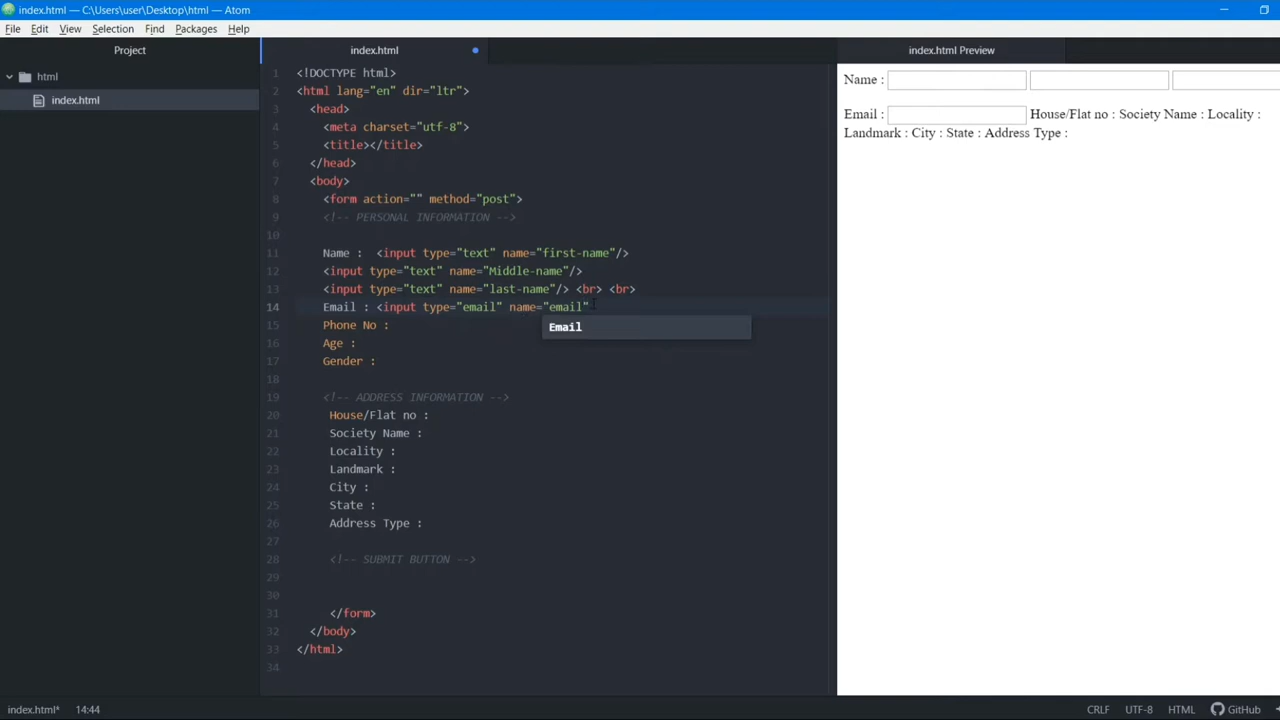 index.html — C:\Users\user\Desktop\html — Atom
File Edit View Selection Find Packages Help
Project
index.html
index.html Preview
html
index.html
1 <!DOCTYPE html>
2 <html lang="en" dir="ltr">
3 <head>
4 <meta charset="utf-8">
5 <title></title>
6 </head>
7 <body>
8 <form action="" method="post">
9 <!-- PERSONAL INFORMATION -->
10
11 Name : <input type="text" name="first-name"/>
12 <input type="text" name="Middle-name"/>
13 <input type="text" name="last-name"/> <br> <br>
14 Email : <input type="email" name="email"
Email
15 Phone No :
16 Age :
17 Gender :
18
19 <!-- ADDRESS INFORMATION -->
20 House/Flat no :
21 Society Name :
22 Locality :
23 Landmark :
24 City :
25 State :
26 Address Type :
27
28 <!-- SUBMIT BUTTON -->
29
30
31 </form>
32 </body>
33 </html>
34
Name :
Email : House/Flat no : Society Name : Locality :
Landmark : City : State : Address Type :
index.html* 14:44 CRLF UTF-8 HTML GitHub